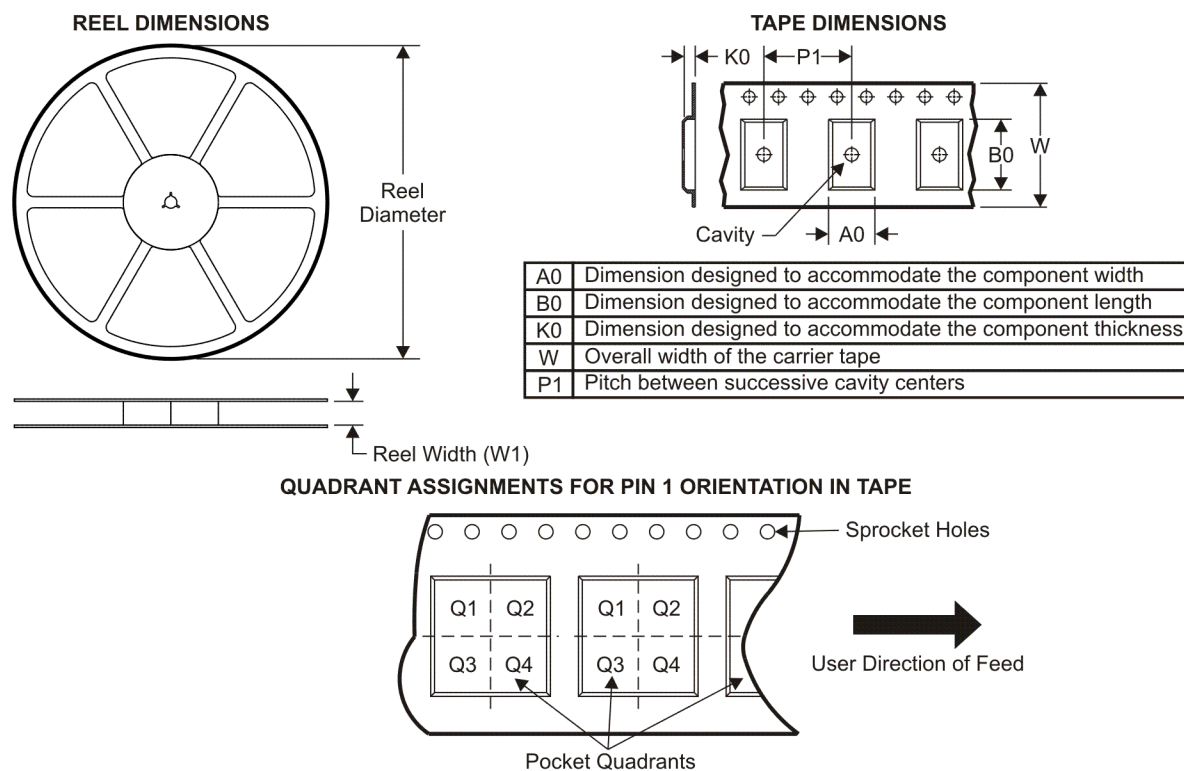 REEL DIMENSIONS
TAPE DIMENSIONS
K0
P1
B0
W
Reel
Diameter
Cavity
A0
A0 Dimension designed to accommodate the component width
B0 Dimension designed to accommodate the component length
K0 Dimension designed to accommodate the component thickness
W Overall width of the carrier tape
P1 Pitch between successive cavity centers
Reel Width (W1)
QUADRANT ASSIGNMENTS FOR PIN 1 ORIENTATION IN TAPE
Sprocket Holes
Q1 Q2 Q1 Q2
Q3 Q4 Q3 Q4
User Direction of Feed
Pocket Quadrants